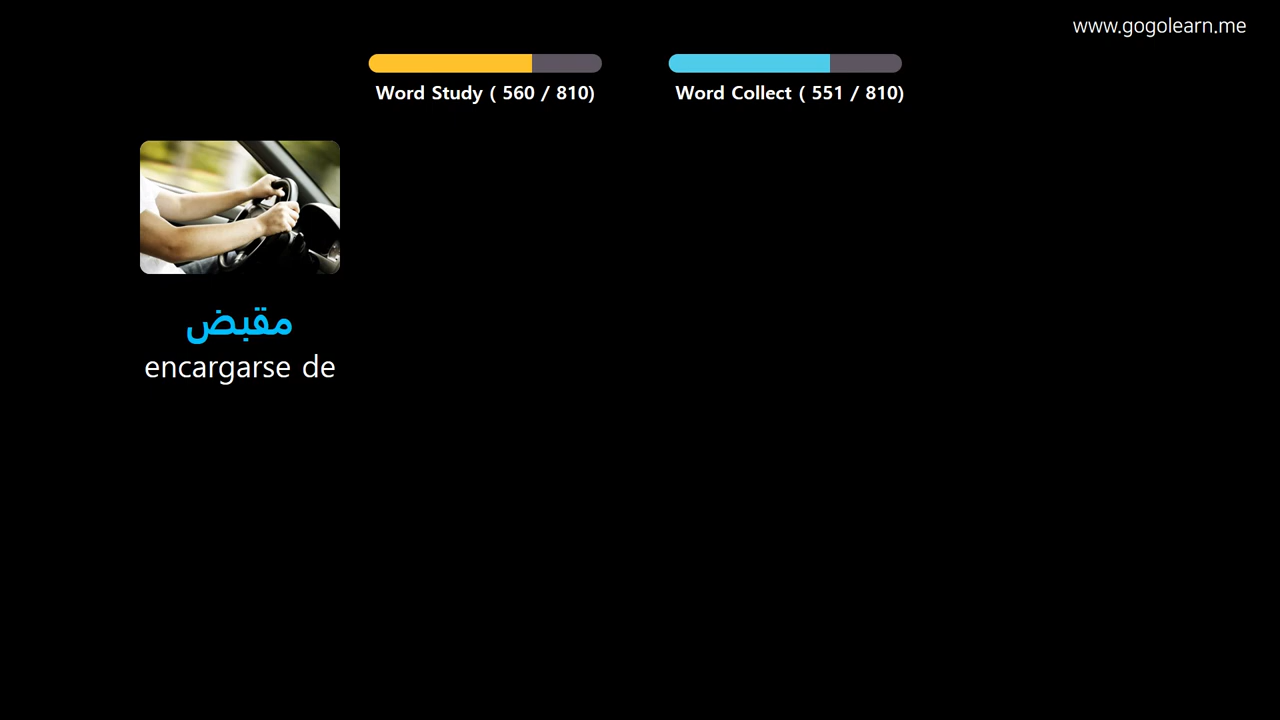 www.gogolearn.me
Word Study ( 560 / 810)
Word Collect ( 551 / 810)
مقبض
encargarse de